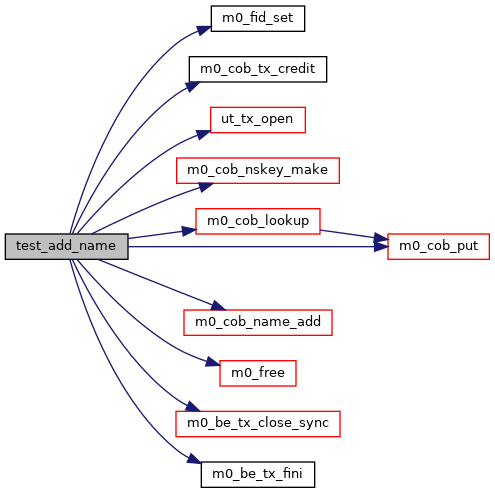 m0_fid_set
m0_cob_tx_credit
ut_tx_open
m0_cob_nskey_make
m0_cob_lookup
test_add_name
m0_cob_put
m0_cob_name_add
m0_free
m0_be_tx_close_sync
m0_be_tx_fini